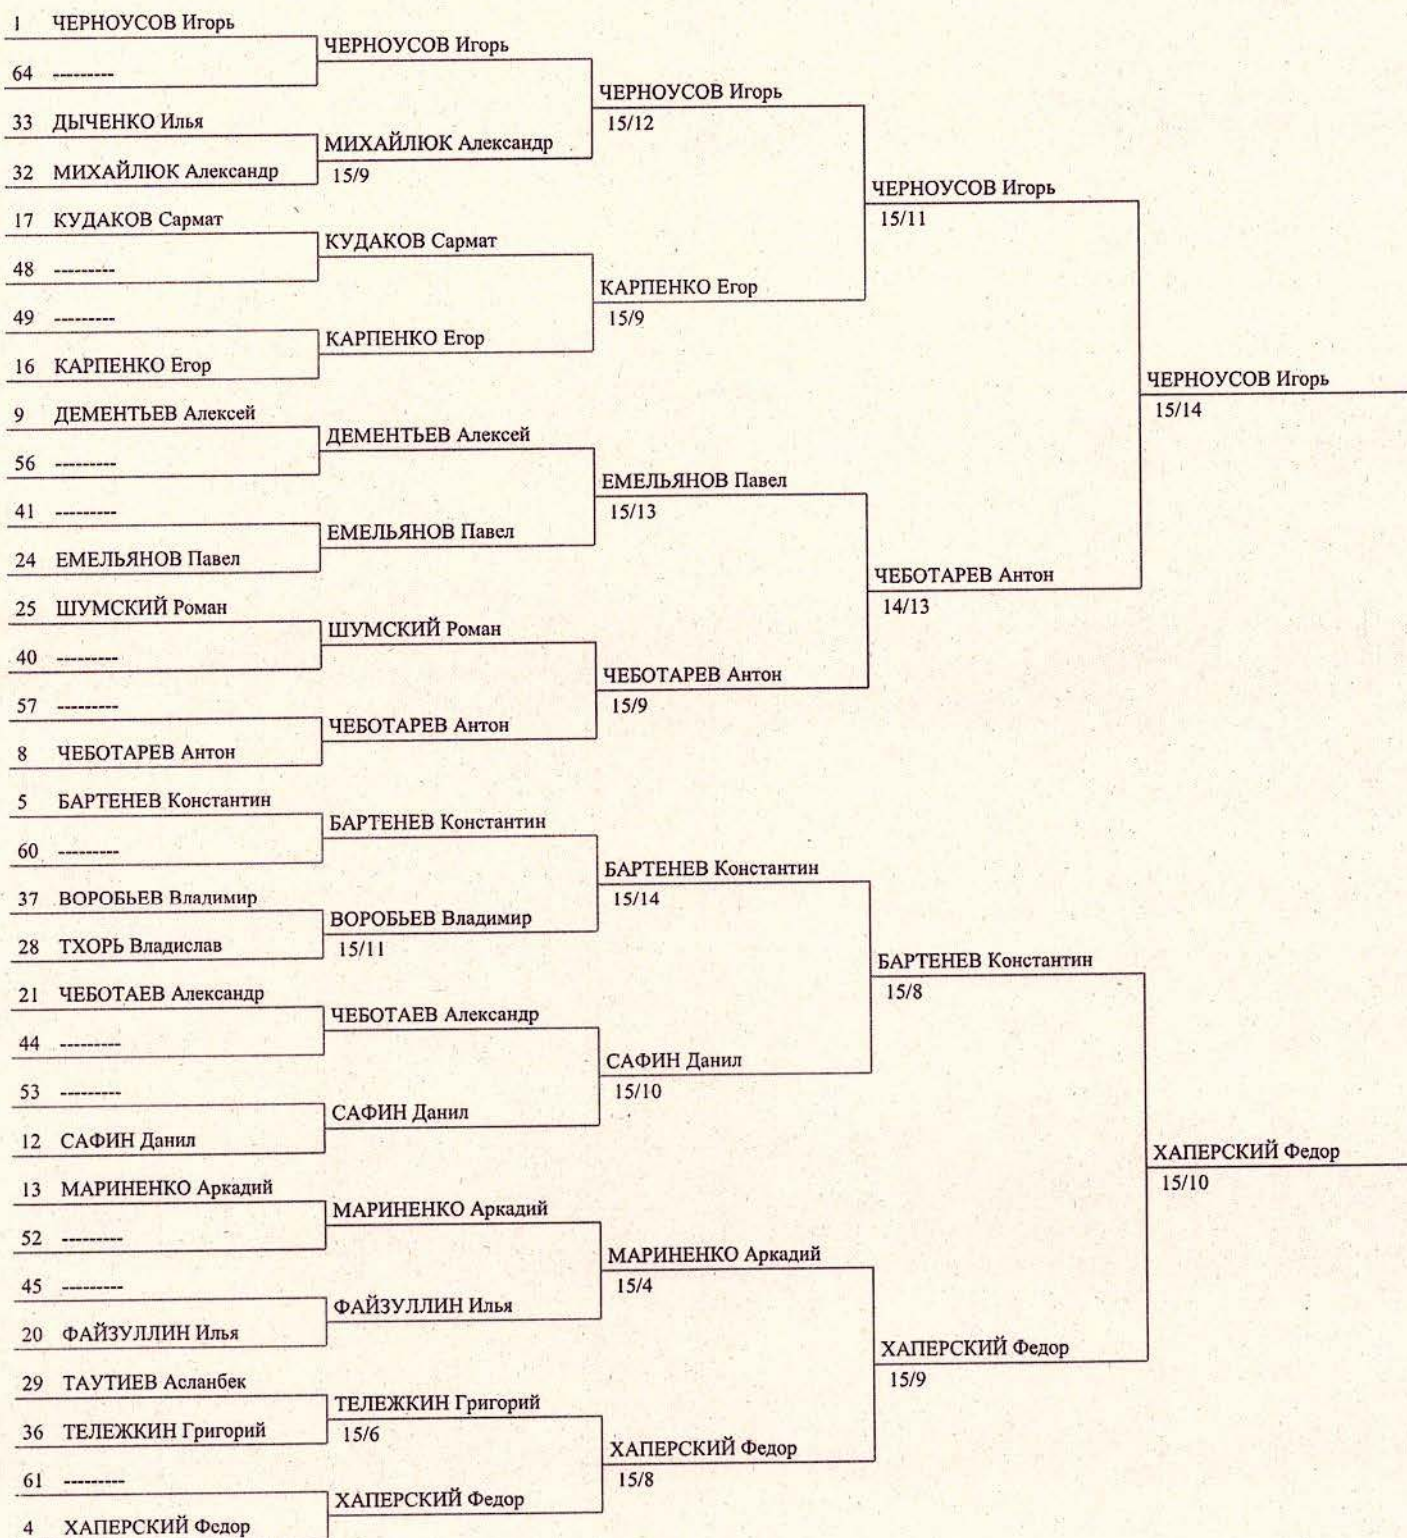 1 ЧЕРНОУСОВ Игорь
64 ---------
33 ДЫЧЕНКО Илья
32 МИХАЙЛЮК Александр
17 КУДАКОВ Сармат
48 ---------
49 ---------
16 КАРПЕНКО Егор
9 ДЕМЕНТЬЕВ Алексей
56 ---------
41 ---------
24 ЕМЕЛЬЯНОВ Павел
25 ШУМСКИЙ Роман
40 ---------
57 ---------
8 ЧЕБОТАРЕВ Антон
5 БАРТЕНЕВ Константин
60 ---------
37 ВОРОБЬЕВ Владимир
28 ТХОРЬ Владислав
21 ЧЕБОТАЕВ Александр
44 ---------
53 ---------
12 САФИН Данил
13 МАРИНЕНКО Аркадий
52 ---------
45 ---------
20 ФАЙЗУЛЛИН Илья
29 ТАУТИЕВ Асланбек
36 ТЕЛЕЖКИН Григорий
61 ---------
4 ХАПЕРСКИЙ Федор
ЧЕРНОУСОВ Игорь
МИХАЙЛЮК Александр
15/9
КУДАКОВ Сармат
КАРПЕНКО Егор
ДЕМЕНТЬЕВ Алексей
ЕМЕЛЬЯНОВ Павел
ШУМСКИЙ Роман
ЧЕБОТАРЕВ Антон
БАРТЕНЕВ Константин
ВОРОБЬЕВ Владимир
15/11
ЧЕБОТАЕВ Александр
САФИН Данил
МАРИНЕНКО Аркадий
ФАЙЗУЛЛИН Илья
ТЕЛЕЖКИН Григорий
15/6
ХАПЕРСКИЙ Федор
ЧЕРНОУСОВ Игорь
15/12
КАРПЕНКО Егор
15/9
ЕМЕЛЬЯНОВ Павел
15/13
ЧЕБОТАРЕВ Антон
15/9
БАРТЕНЕВ Константин
15/14
САФИН Данил
15/10
МАРИНЕНКО Аркадий
15/4
ХАПЕРСКИЙ Федор
15/8
ЧЕРНОУСОВ Игорь
15/11
ЧЕБОТАРЕВ Антон
14/13
БАРТЕНЕВ Константин
15/8
ХАПЕРСКИЙ Федор
15/9
ЧЕРНОУСОВ Игорь
15/14
ХАПЕРСКИЙ Федор
15/10